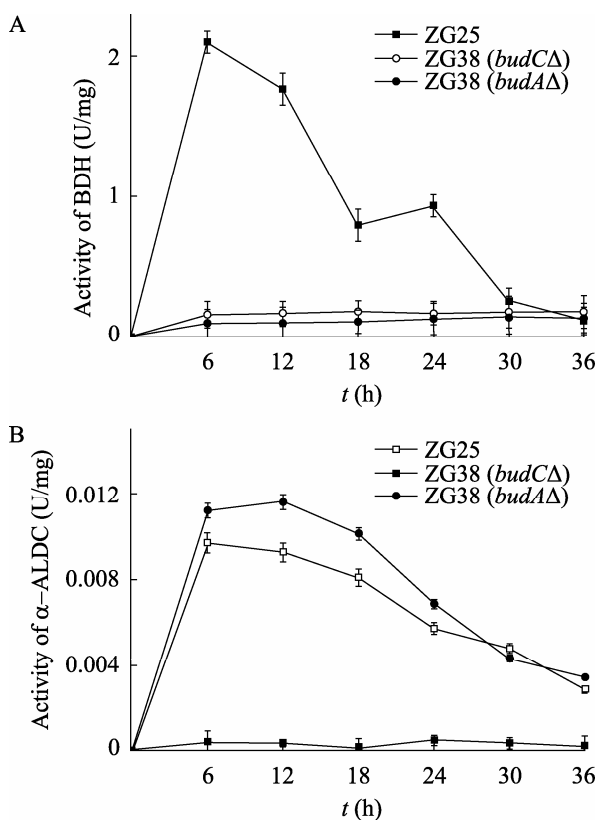 A
ZG25
ZG38 (budCΔ)
ZG38 (budAΔ)
Activity of BDH (U/mg)
2
1
0
6 12 18 24 30 36
t (h)
B
ZG25
ZG38 (budCΔ)
ZG38 (budAΔ)
Activity of α−ALDC (U/mg)
0.012
0.008
0.004
0
6 12 18 24 30 36
t (h)